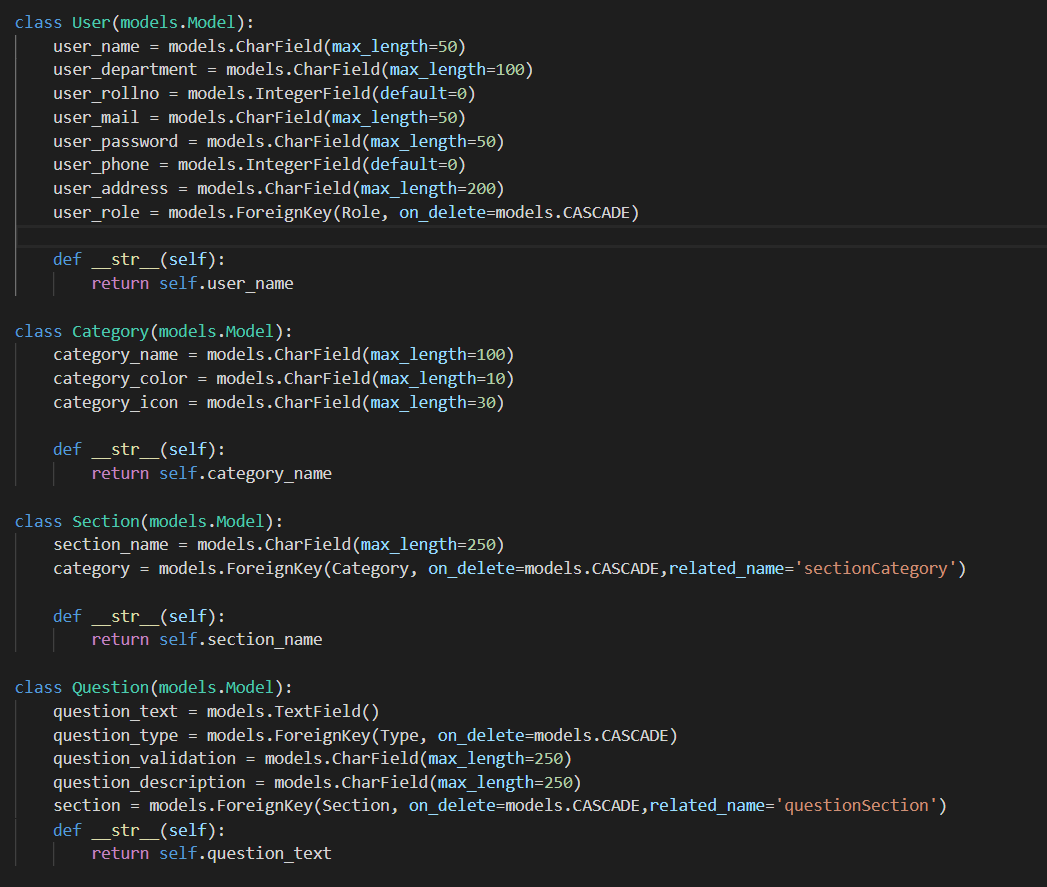 class User(models.Model):
    user_name = models.CharField(max_length=50)
    user_department = models.CharField(max_length=100)
    user_rollno = models.IntegerField(default=0)
    user_mail = models.CharField(max_length=50)
    user_password = models.CharField(max_length=50)
    user_phone = models.IntegerField(default=0)
    user_address = models.CharField(max_length=200)
    user_role = models.ForeignKey(Role, on_delete=models.CASCADE)

    def __str__(self):
        return self.user_name

class Category(models.Model):
    category_name = models.CharField(max_length=100)
    category_color = models.CharField(max_length=10)
    category_icon = models.CharField(max_length=30)

    def __str__(self):
        return self.category_name

class Section(models.Model):
    section_name = models.CharField(max_length=250)
    category = models.ForeignKey(Category, on_delete=models.CASCADE,related_name='sectionCategory')

    def __str__(self):
        return self.section_name

class Question(models.Model):
    question_text = models.TextField()
    question_type = models.ForeignKey(Type, on_delete=models.CASCADE)
    question_validation = models.CharField(max_length=250)
    question_description = models.CharField(max_length=250)
    section = models.ForeignKey(Section, on_delete=models.CASCADE,related_name='questionSection')
    def __str__(self):
        return self.question_text